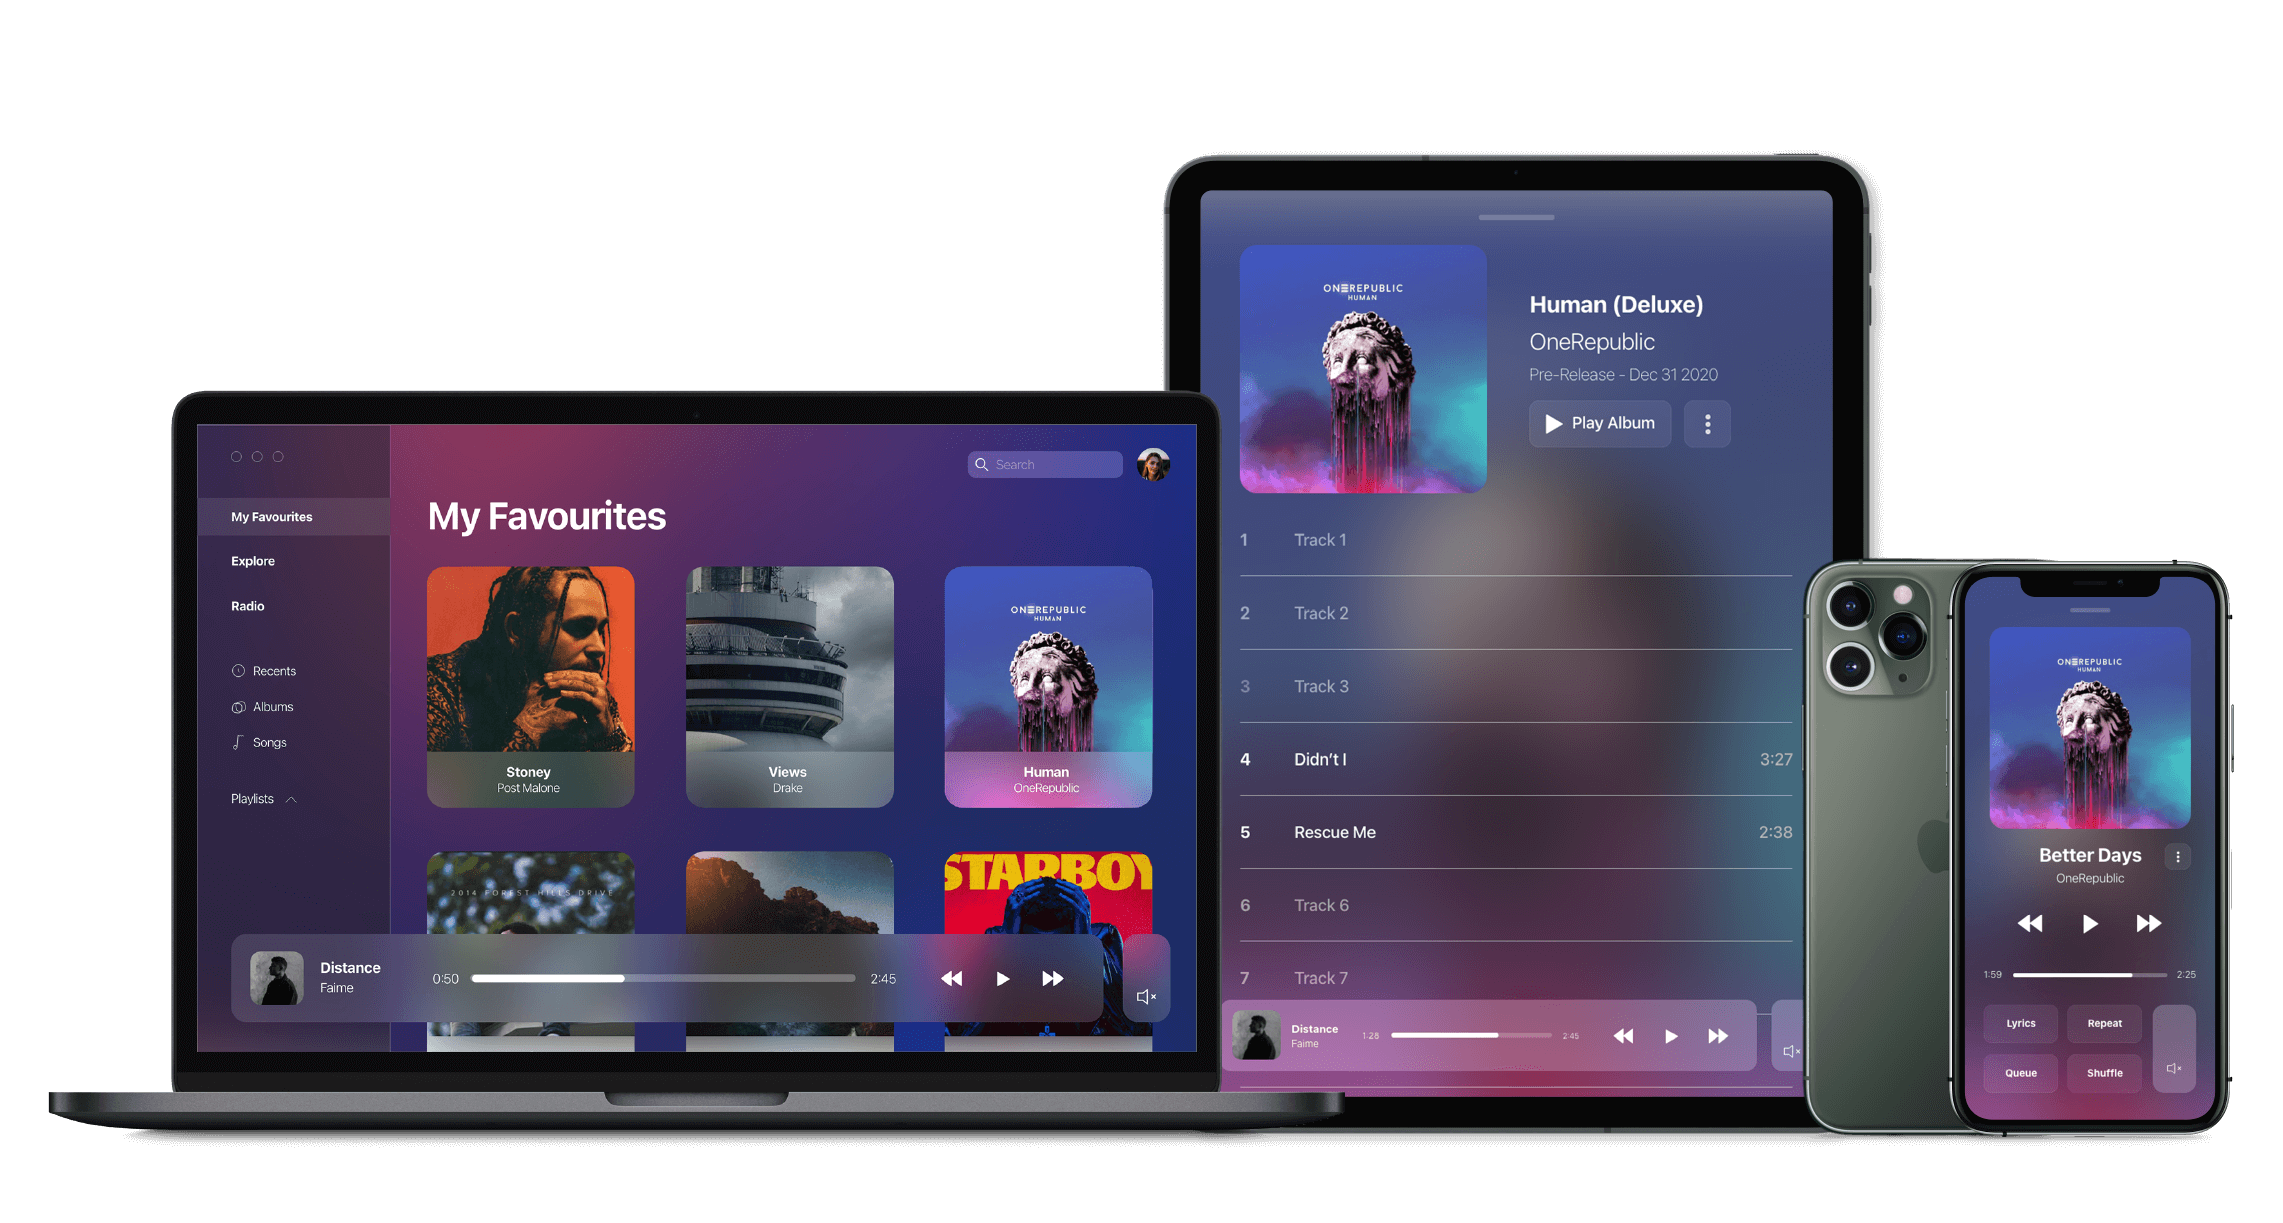 Search
My Favourites
Explore
Radio
Recents
Albums
Songs
Playlists
My Favourites
ONEREPUBLIC
HUMAN
Stoney
Post Malone
Views
Drake
Human
OneRepublic
2014 FOREST HILLS DRIVE
STARBOY
Distance
Faime
0:50
2:45
ONEREPUBLIC
HUMAN
Human (Deluxe)
OneRepublic
Pre-Release - Dec 31 2020
Play Album
1 Track 1
2 Track 2
3 Track 3
4 Didn't I 3:27
5 Rescue Me 2:38
6 Track 6
7 Track 7
Distance
Faime
1:28
2:45
ONEREPUBLIC
HUMAN
Better Days
OneRepublic
1:59
2:25
Lyrics
Repeat
Queue
Shuffle